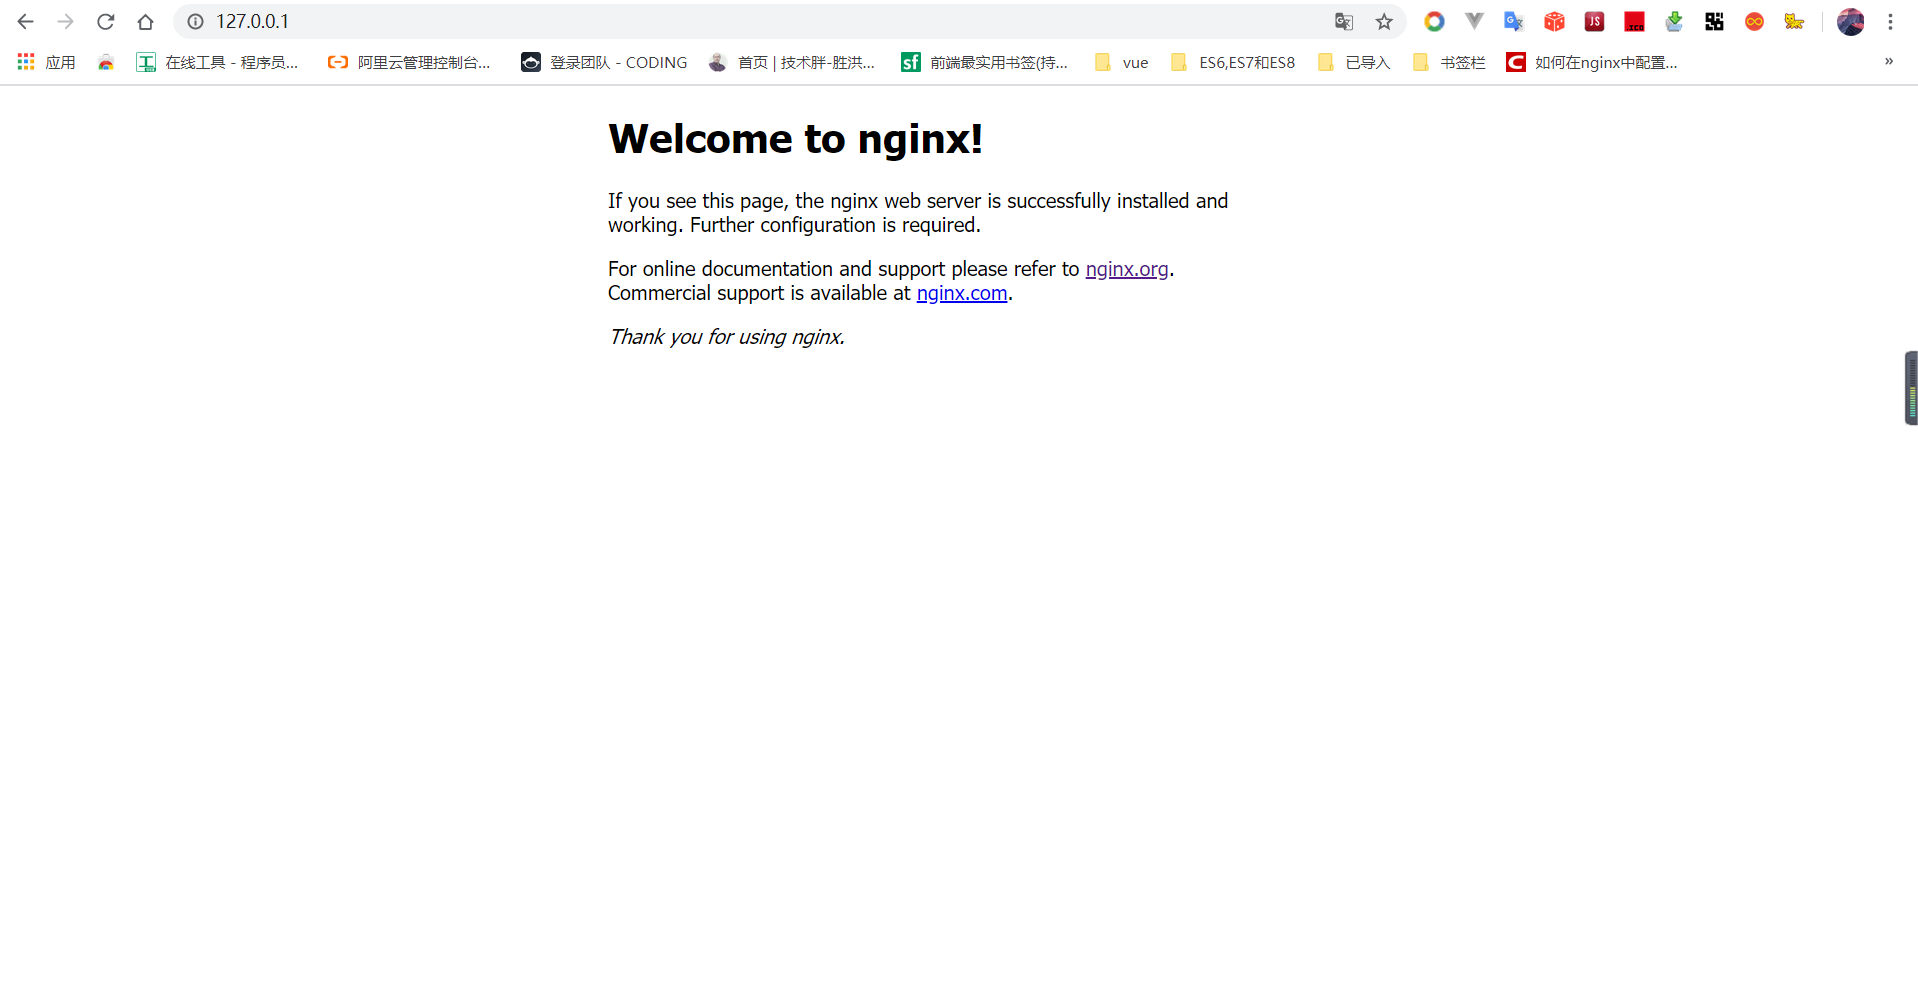 127.0.0.1
应用 在线工具 - 程序员... 阿里云管理控制台... 登录团队 - CODING 首页 | 技术胖-胜洪... 前端最实用书签(持... vue ES6,ES7和ES8 已导入 书签栏 如何在nginx中配置... »
Welcome to nginx!
If you see this page, the nginx web server is successfully installed and
working. Further configuration is required.
For online documentation and support please refer to nginx.org.
Commercial support is available at nginx.com.
Thank you for using nginx.